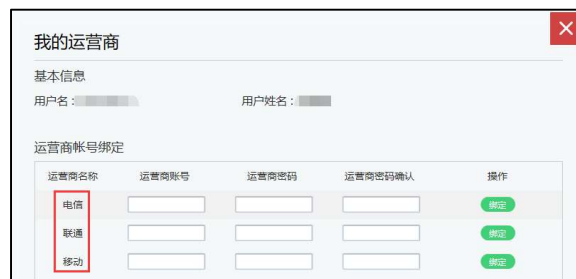 我的运营商
基本信息
用户名： 用户姓名：
运营商帐号绑定
运营商名称 运营商账号 运营商密码 运营商密码确认 操作
电信 绑定
联通 绑定
移动 绑定